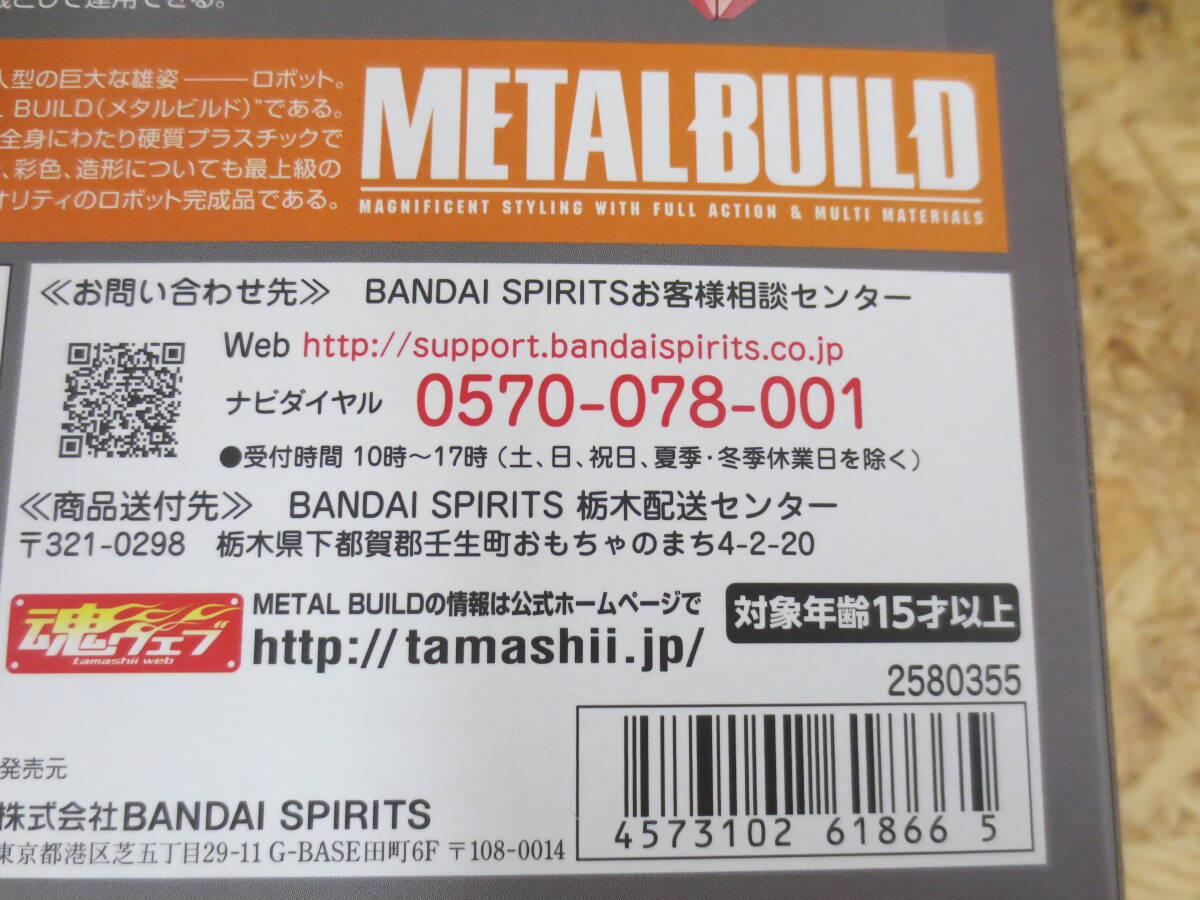 として運用できる。
人型の巨大な雄姿――ロボット。
L BUILD（メタルビルド）"である。
全身にわたり硬質プラスチックで
、彩色、造形についても最上級の
オリティのロボット完成品である。
METAL BUILD
MAGNIFICENT STYLING WITH FULL ACTION & MULTI MATERIALS
≪お問い合わせ先≫ BANDAI SPIRITSお客様相談センター
Web http://support.bandaispirits.co.jp
ナビダイヤル 0570-078-001
●受付時間 10時～17時（土、日、祝日、夏季・冬季休業日を除く）
≪商品送付先≫ BANDAI SPIRITS 栃木配送センター
〒321-0298 栃木県下都賀郡壬生町おもちゃのまち4-2-20
魂ウェブ
tamashii web
METAL BUILDの情報は公式ホームページで
http://tamashii.jp/
対象年齢15才以上
2580355
4573102 618665
発売元
株式会社BANDAI SPIRITS
東京都港区芝五丁目29-11 G-BASE田町6F 〒108-0014